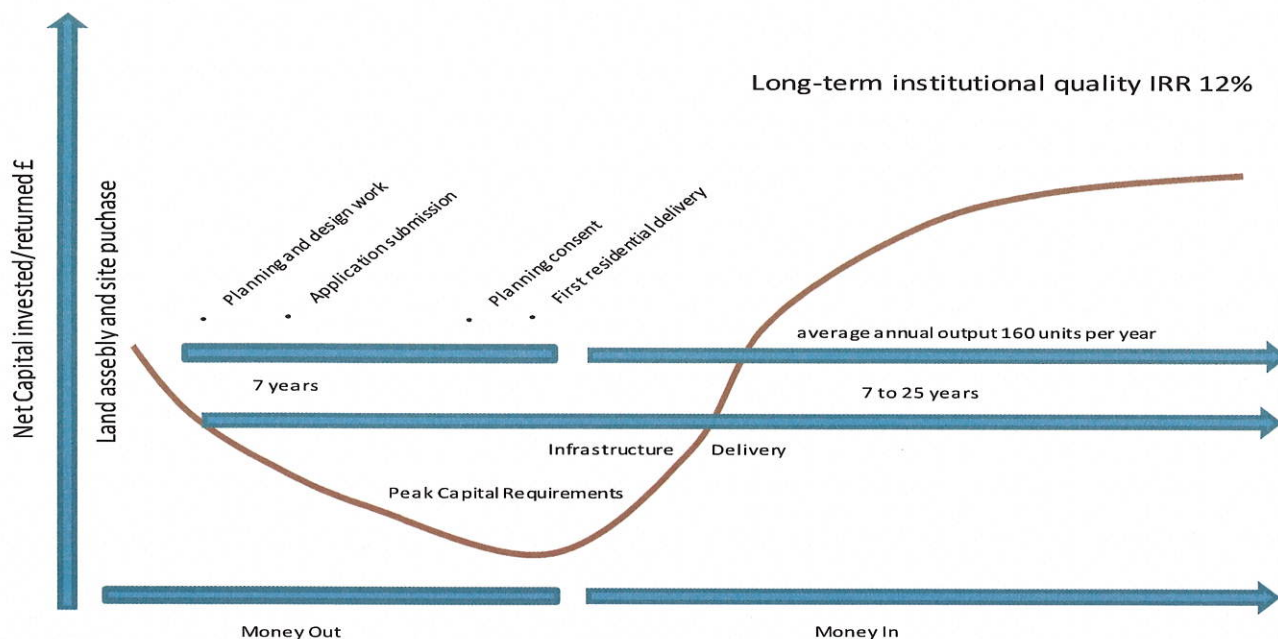 Long-term institutional quality IRR 12%
Net Capital invested/returned £
Land assebly and site puchase
Planning and design work
Application submission
Planning consent
First residential delivery
average annual output 160 units per year
7 years
7 to 25 years
Infrastructure Delivery
Peak Capital Requirements
Money Out
Money In